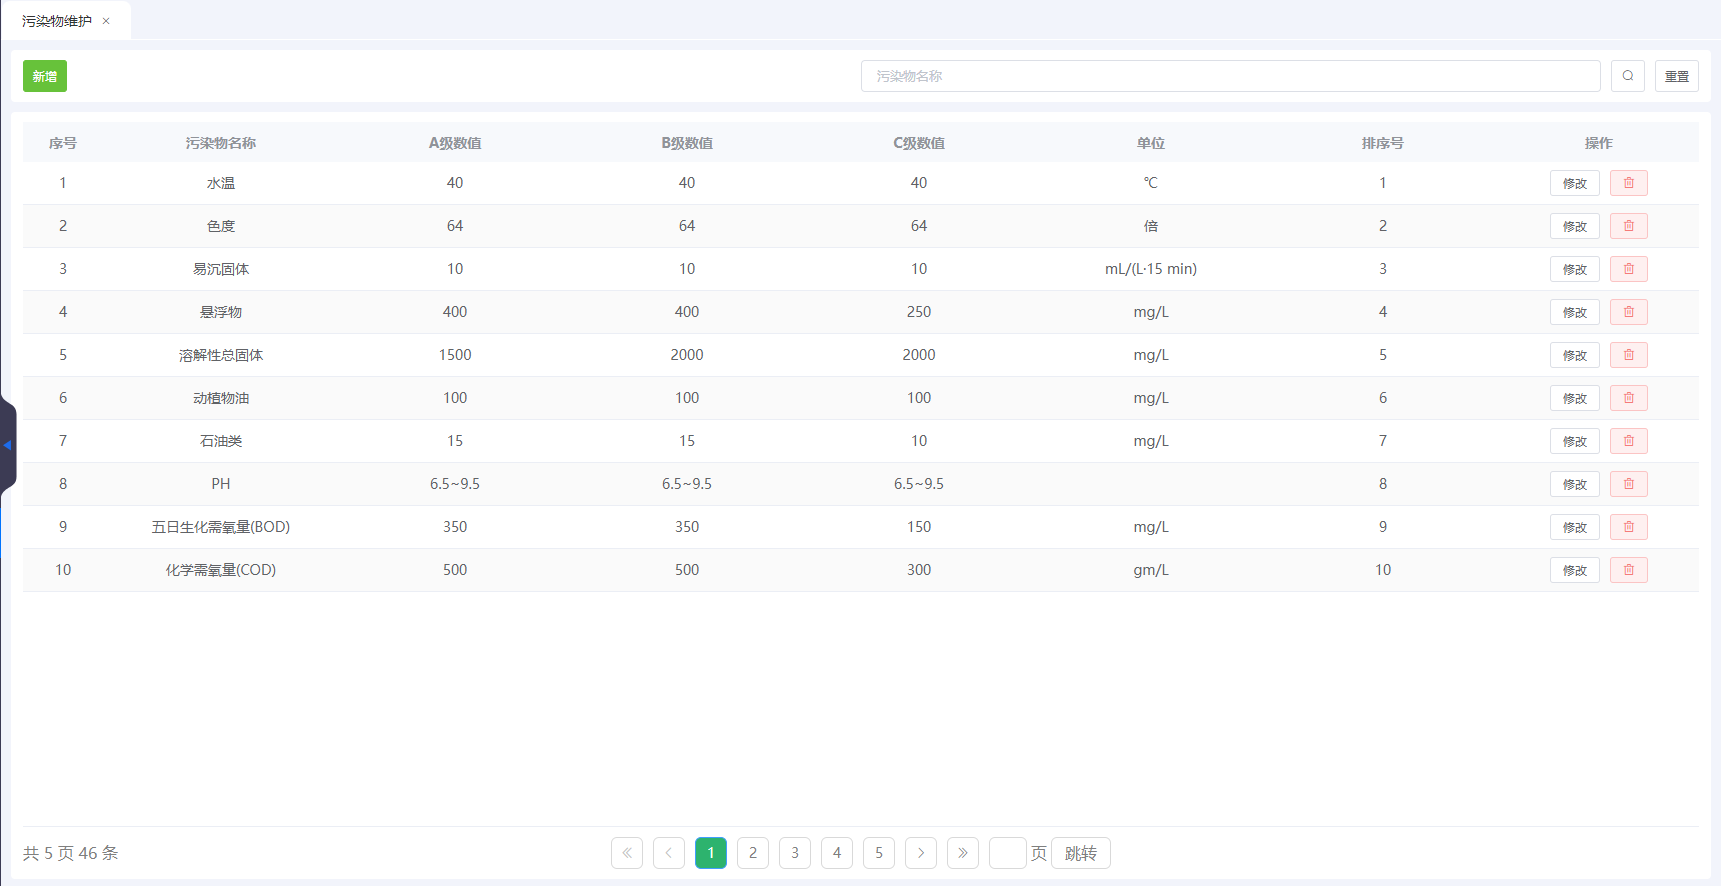 污染物维护 ×
新增 污染物名称 重置
序号 污染物名称 A级数值 B级数值 C级数值 单位 排序号 操作
1 水温 40 40 40 ℃ 1 修改
2 色度 64 64 64 倍 2 修改
3 易沉固体 10 10 10 mL/(L·15 min) 3 修改
4 悬浮物 400 400 250 mg/L 4 修改
5 溶解性总固体 1500 2000 2000 mg/L 5 修改
6 动植物油 100 100 100 mg/L 6 修改
7 石油类 15 15 10 mg/L 7 修改
8 PH 6.5~9.5 6.5~9.5 6.5~9.5 8 修改
9 五日生化需氧量(BOD) 350 350 150 mg/L 9 修改
10 化学需氧量(COD) 500 500 300 gm/L 10 修改
共 5 页 46 条 « ‹ 1 2 3 4 5 › » 页 跳转